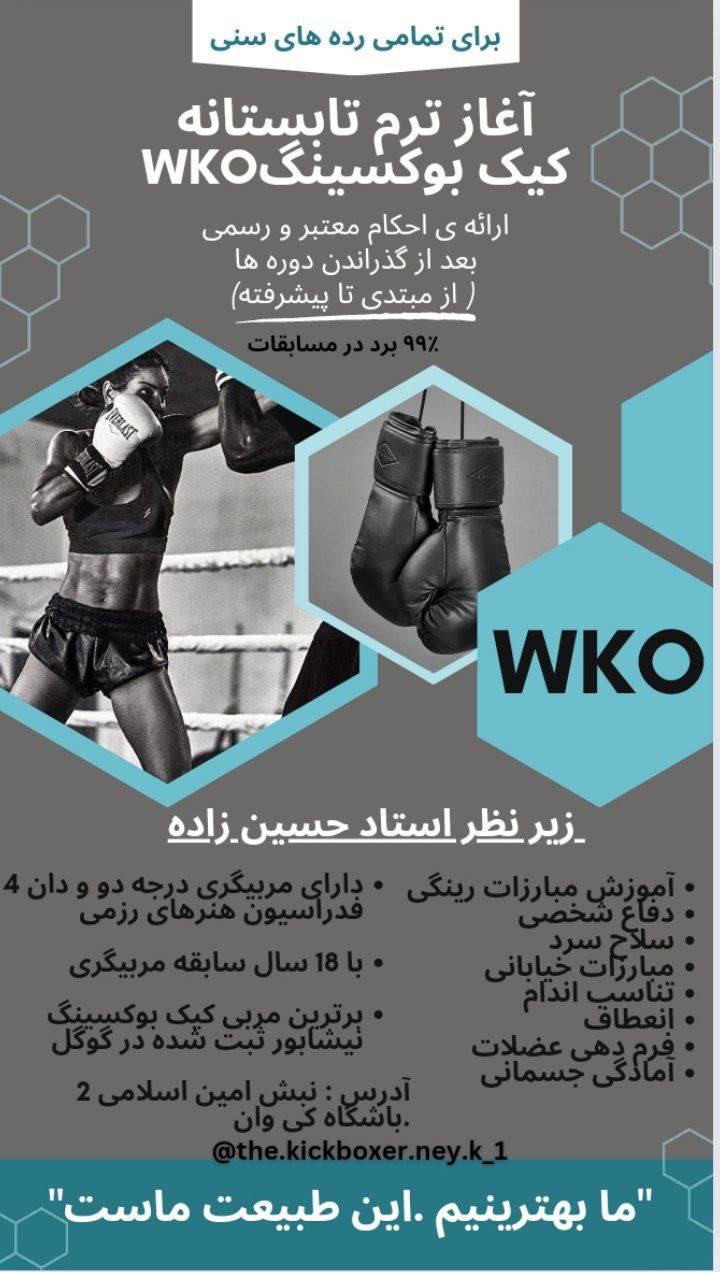 برای تمامی رده های سنی
آغاز ترم تابستانه
کیک بوکسینگWKO
ارائه ی احکام معتبر و رسمی
بعد از گذراندن دوره ها
( از مبتدی تا پیشرفته)
۹۹٪ برد در مسابقات
EVERLAST
EVERLAST
WKO
زیر نظر استاد حسین زاده
• آموزش مبارزات رینگی
• دفاع شخصی
• سلاح سرد
• مبارزات خیابانی
• تناسب اندام
• انعطاف
• فرم دهی عضلات
• آمادگی جسمانی
• دارای مربیگری درجه دو و دان 4
فدراسیون هنرهای رزمی
• با 18 سال سابقه مربیگری
• برترین مربی کیک بوکسینگ
نیشابور ثبت شده در گوگل
آدرس : نبش امین اسلامی 2
باشگاه کی وان.
@the.kickboxer.ney.k_1
"ما بهترینیم .این طبیعت ماست"